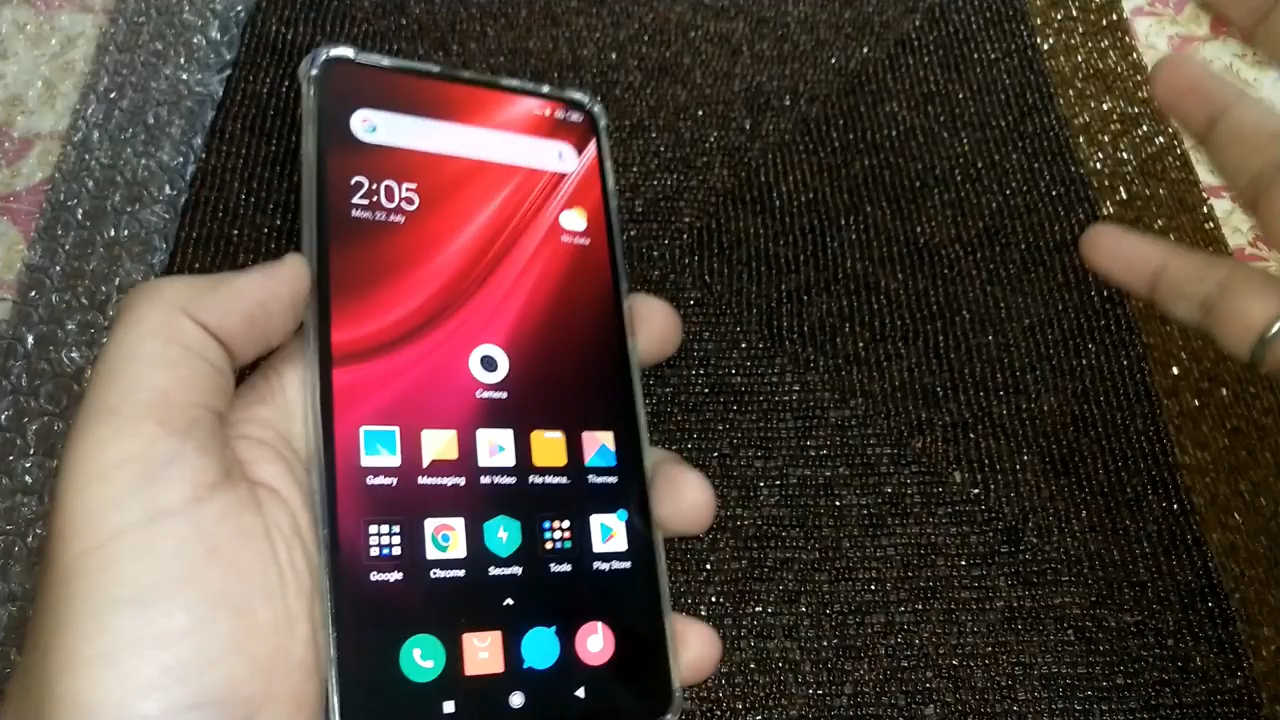 2:05
Mon, 22 July
No data
Camera
Gallery
Messaging
Mi Video
File Mana..
Themes
Google
Chrome
Security
Tools
Play Store